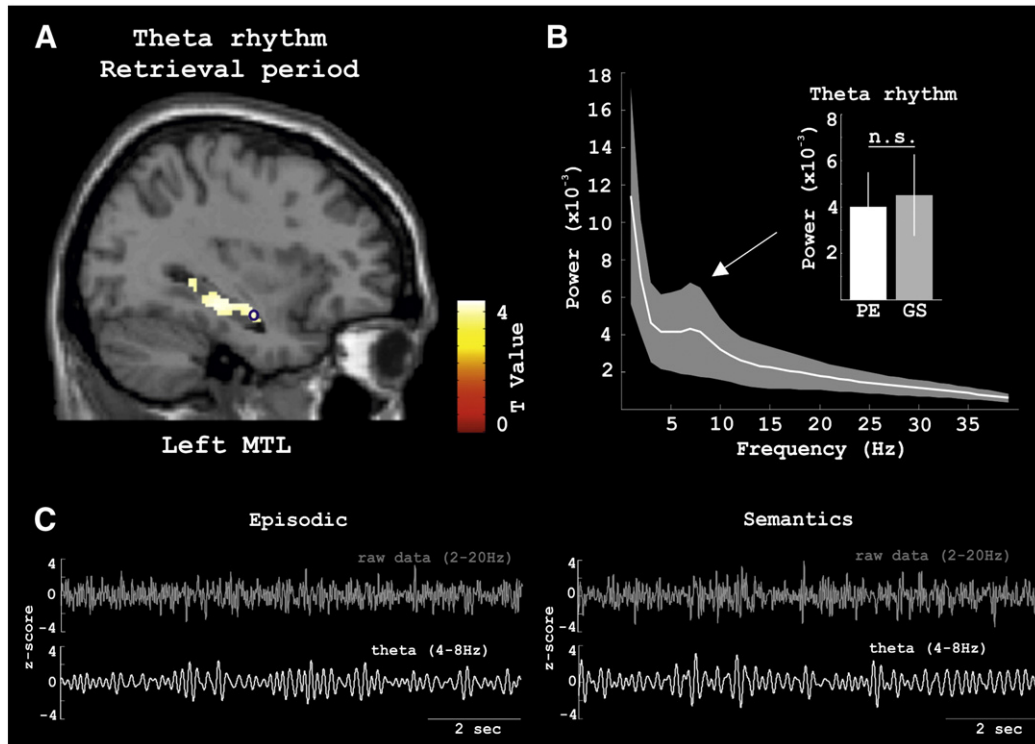 A
Theta rhythm
Retrieval period
4
0
T Value
Left MTL
B
18
16
14
12
10
8
6
4
2
Power (x10-3)
5 10 15 20 25 30 35
Frequency (Hz)
Theta rhythm
8
6
4
2
Power (x10-3)
n.s.
PE GS
C
Episodic
raw data (2-20Hz)
4
0
-4
z-score
theta (4-8Hz)
4
0
-4
2 sec
Semantics
raw data (2-20Hz)
4
0
-4
z-score
theta (4-8Hz)
4
0
-4
2 sec